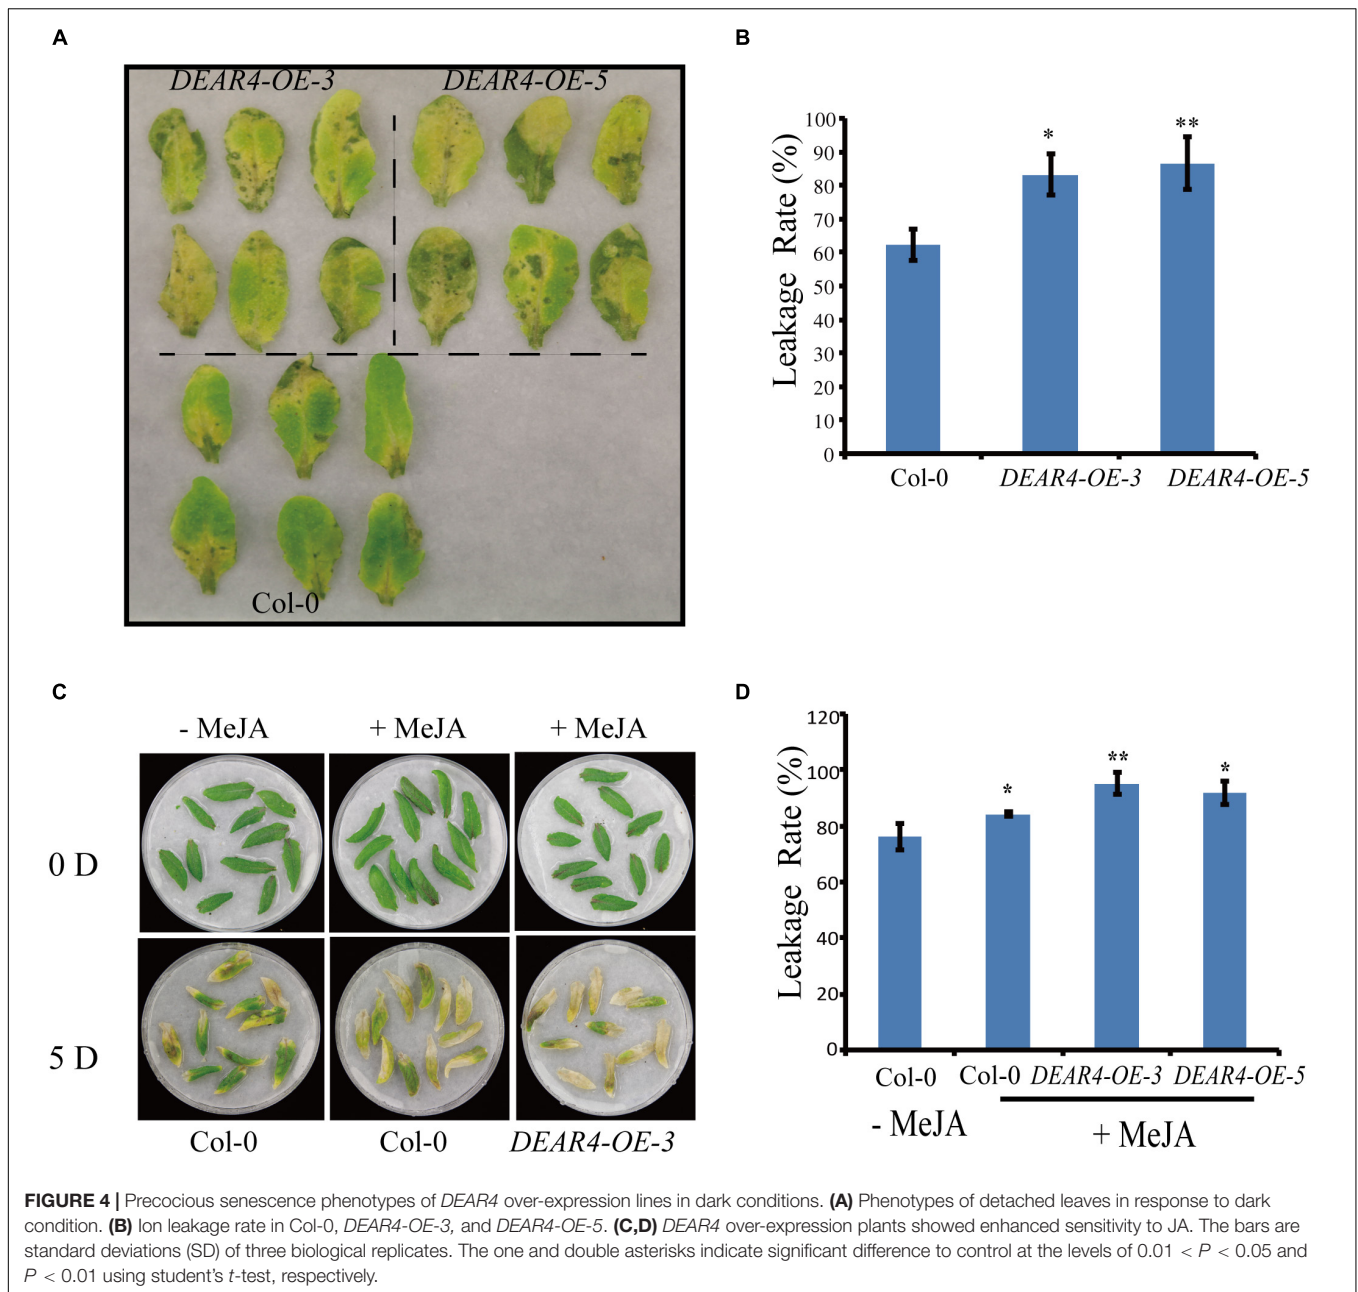 A
DEAR4-OE-3 DEAR4-OE-5
Col-0
B
Leakage Rate (%)
100
90
80
70
60
50
40
30
20
10
0
* **
Col-0 DEAR4-OE-3 DEAR4-OE-5
C
- MeJA + MeJA + MeJA
0 D
5 D
Col-0 Col-0 DEAR4-OE-3
D
Leakage Rate (%)
120
100
80
60
40
20
0
* ** *
Col-0 Col-0 DEAR4-OE-3 DEAR4-OE-5
- MeJA + MeJA
FIGURE 4 | Precocious senescence phenotypes of DEAR4 over-expression lines in dark conditions. (A) Phenotypes of detached leaves in response to dark
condition. (B) Ion leakage rate in Col-0, DEAR4-OE-3, and DEAR4-OE-5. (C,D) DEAR4 over-expression plants showed enhanced sensitivity to JA. The bars are
standard deviations (SD) of three biological replicates. The one and double asterisks indicate significant difference to control at the levels of 0.01 < P < 0.05 and
P < 0.01 using student's t-test, respectively.